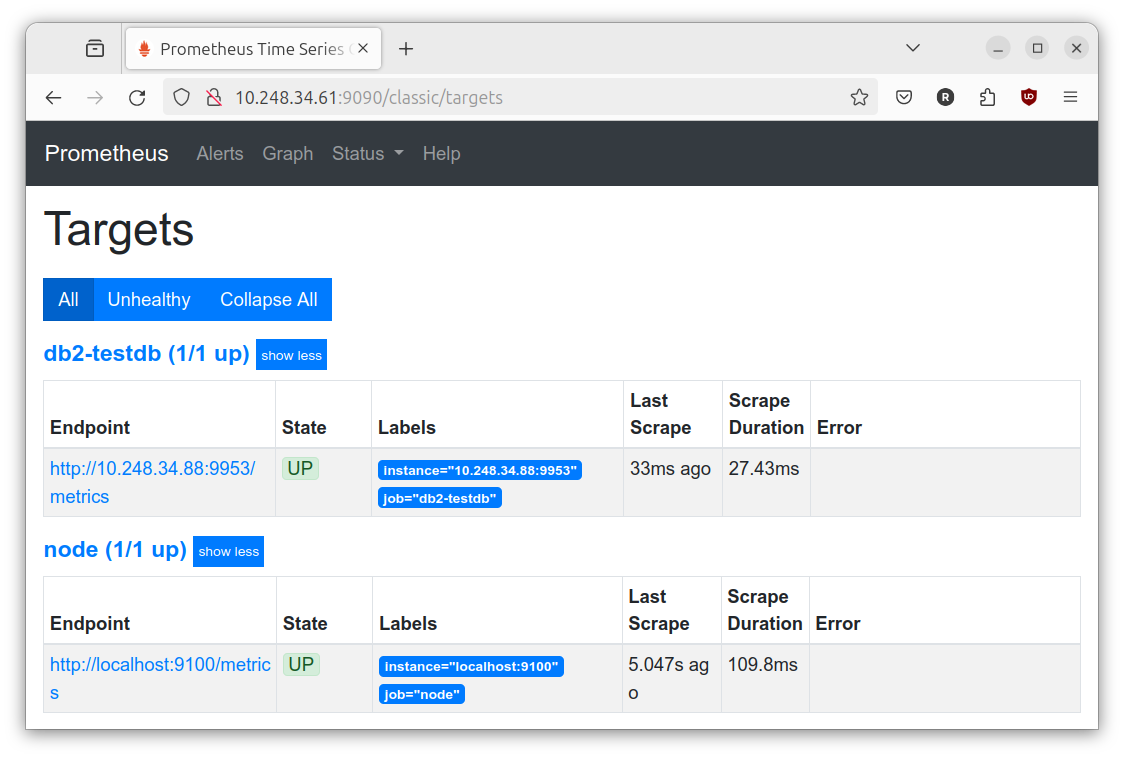 Prometheus Time Series
10.248.34.61:9090/classic/targets
R
Prometheus Alerts Graph Status Help
Targets
All Unhealthy Collapse All
db2-testdb (1/1 up) show less
Endpoint State Labels Last Scrape Scrape Duration Error
http://10.248.34.88:9953/
metrics
UP
instance="10.248.34.88:9953"
job="db2-testdb"
33ms ago
27.43ms
node (1/1 up) show less
Endpoint State Labels Last Scrape Scrape Duration Error
http://localhost:9100/metric
s
UP
instance="localhost:9100"
job="node"
5.047s ag
o
109.8ms